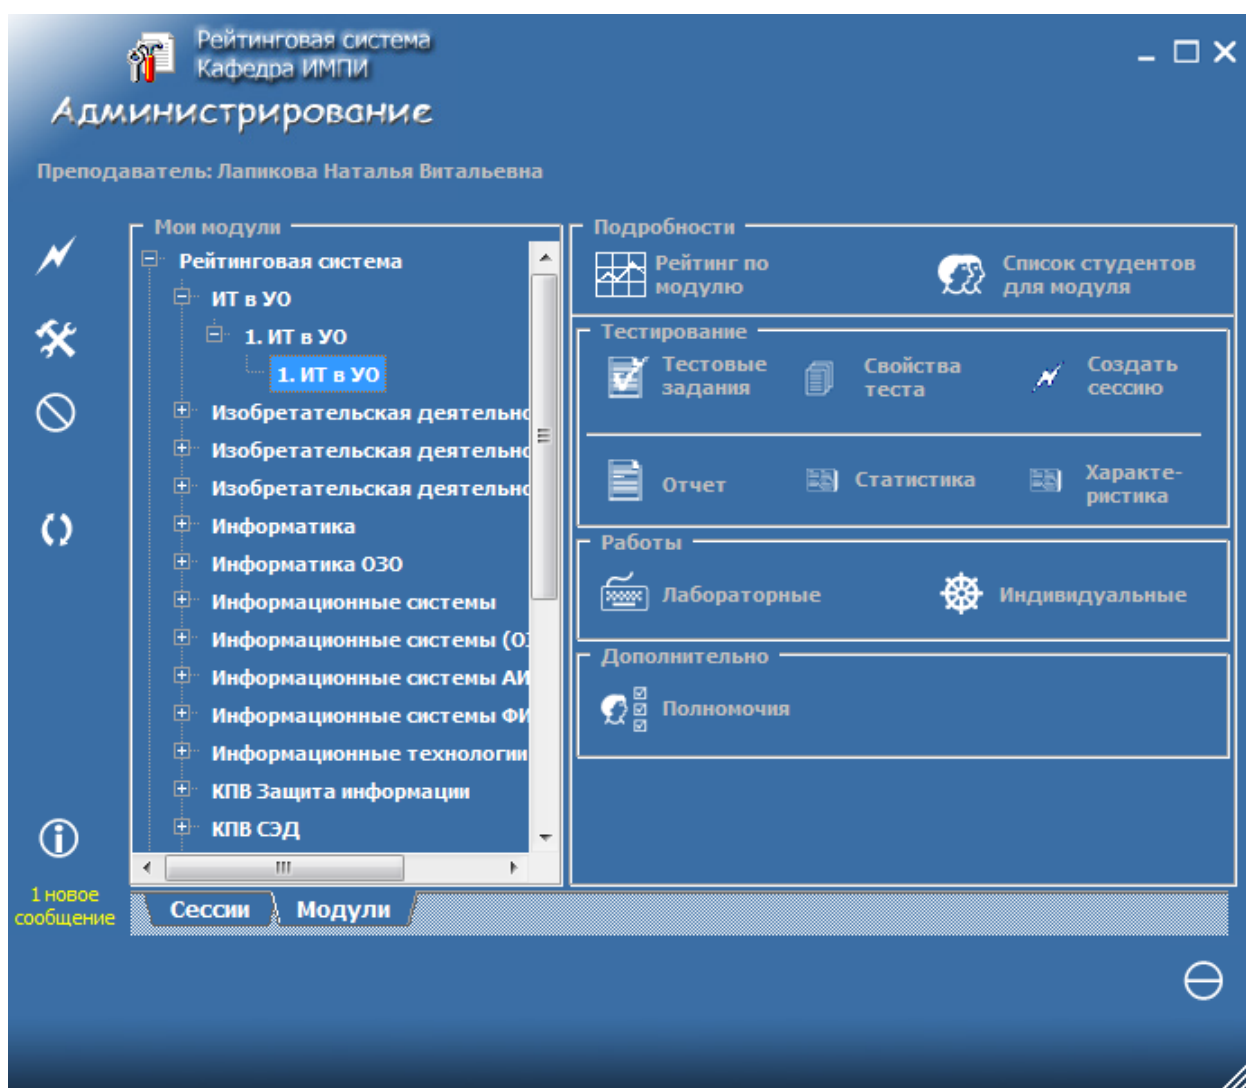 Рейтинговая система
Кафедра ИМПИ
Администрирование
Преподаватель: Лапикова Наталья Витальевна
Мои модули
Рейтинговая система
ИТ в УО
1. ИТ в УО
1. ИТ в УО
Изобретательская деятельно
Изобретательская деятельно
Изобретательская деятельно
Информатика
Информатика ОЗО
Информационные системы
Информационные системы (ОЗ
Информационные системы АИ
Информационные системы ФИ
Информационные технологии
КПВ Защита информации
КПВ СЭД
Подробности
Рейтинг по
модулю
Список студентов
для модуля
Тестирование
Тестовые
задания
Свойства
теста
Создать
сессию
Отчет
Статистика
Характе-
ристика
Работы
Лабораторные
Индивидуальные
Дополнительно
Полномочия
1 новое
сообщение
Сессии
Модули